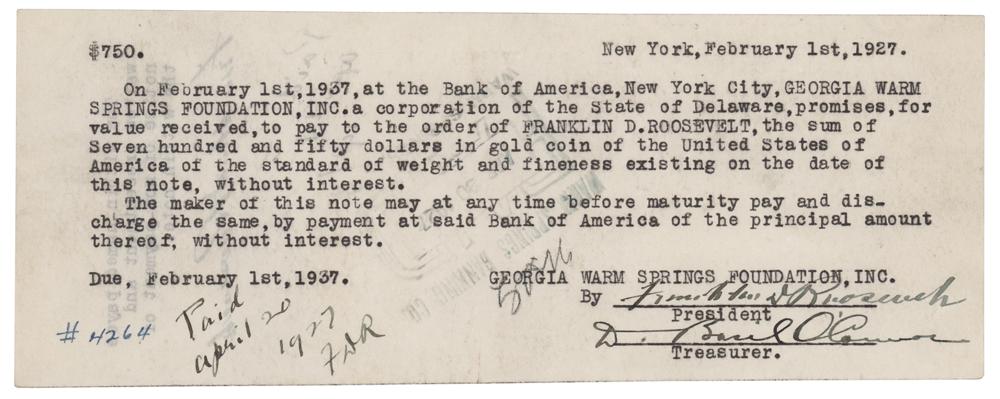 $750. New York,February 1st,1927.
On February 1st,1937,at the Bank of America,New York City,GEORGIA WARM
SPRINGS FOUNDATION,INC.a corporation of the State of Delaware,promises,for
value received,to pay to the order of FRANKLIN D.ROOSEVELT,the sum of
Seven hundred and fifty dollars in gold coin of the United States of
America of the standard of weight and fineness existing on the date of
this note, without interest.
The maker of this note may at any time before maturity pay and dis-
charge the same,by payment at said Bank of America of the principal amount
thereof, without interest.
Due, February 1st,1937. GEORGIA WARM SPRINGS FOUNDATION,INC.
By Franklin D Roosevelt
President
D. Basil O'Connor
Treasurer.
#4264
Paid
april 20
1927
FDR